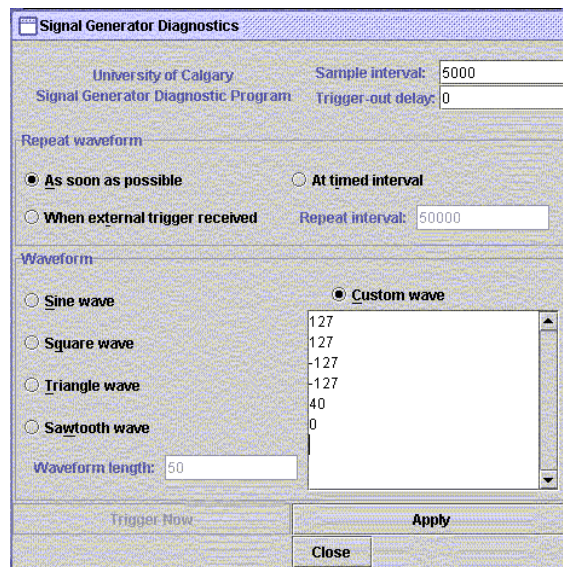 Signal Generator Diagnostics
University of Calgary
Signal Generator Diagnostic Program
Sample interval: 5000
Trigger-out delay: 0
Repeat waveform
As soon as possible
At timed interval
When external trigger received
Repeat interval: 50000
Waveform
Sine wave
Square wave
Triangle wave
Sawtooth wave
Waveform length: 50
Custom wave
127
127
-127
-127
40
0
Trigger Now
Apply
Close